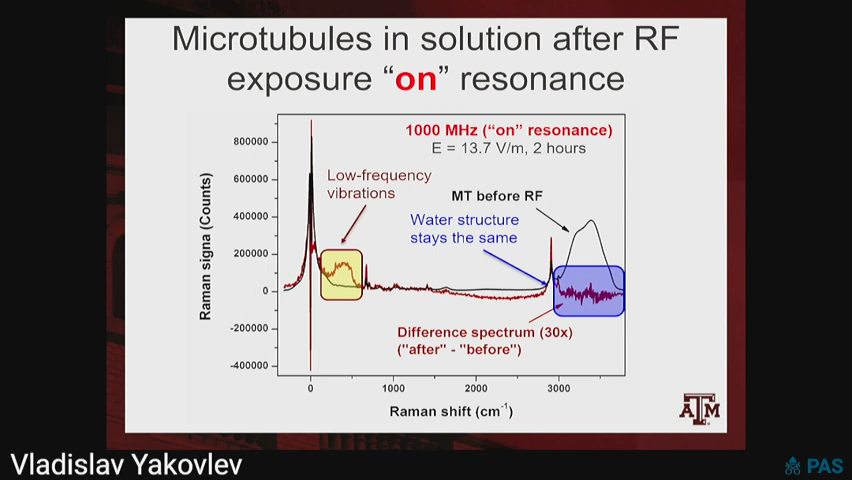 Microtubules in solution after RF
exposure “on” resonance
1000 MHz (“on” resonance)
E = 13.7 V/m, 2 hours
Low-frequency
vibrations
MT before RF
Water structure
stays the same
Difference spectrum (30x)
("after" - "before")
Raman signa (Counts)
800000
600000
400000
200000
0
-200000
-400000
0 1000 2000 3000
Raman shift (cm⁻¹)
ATM
Vladislav Yakovlev
PAS